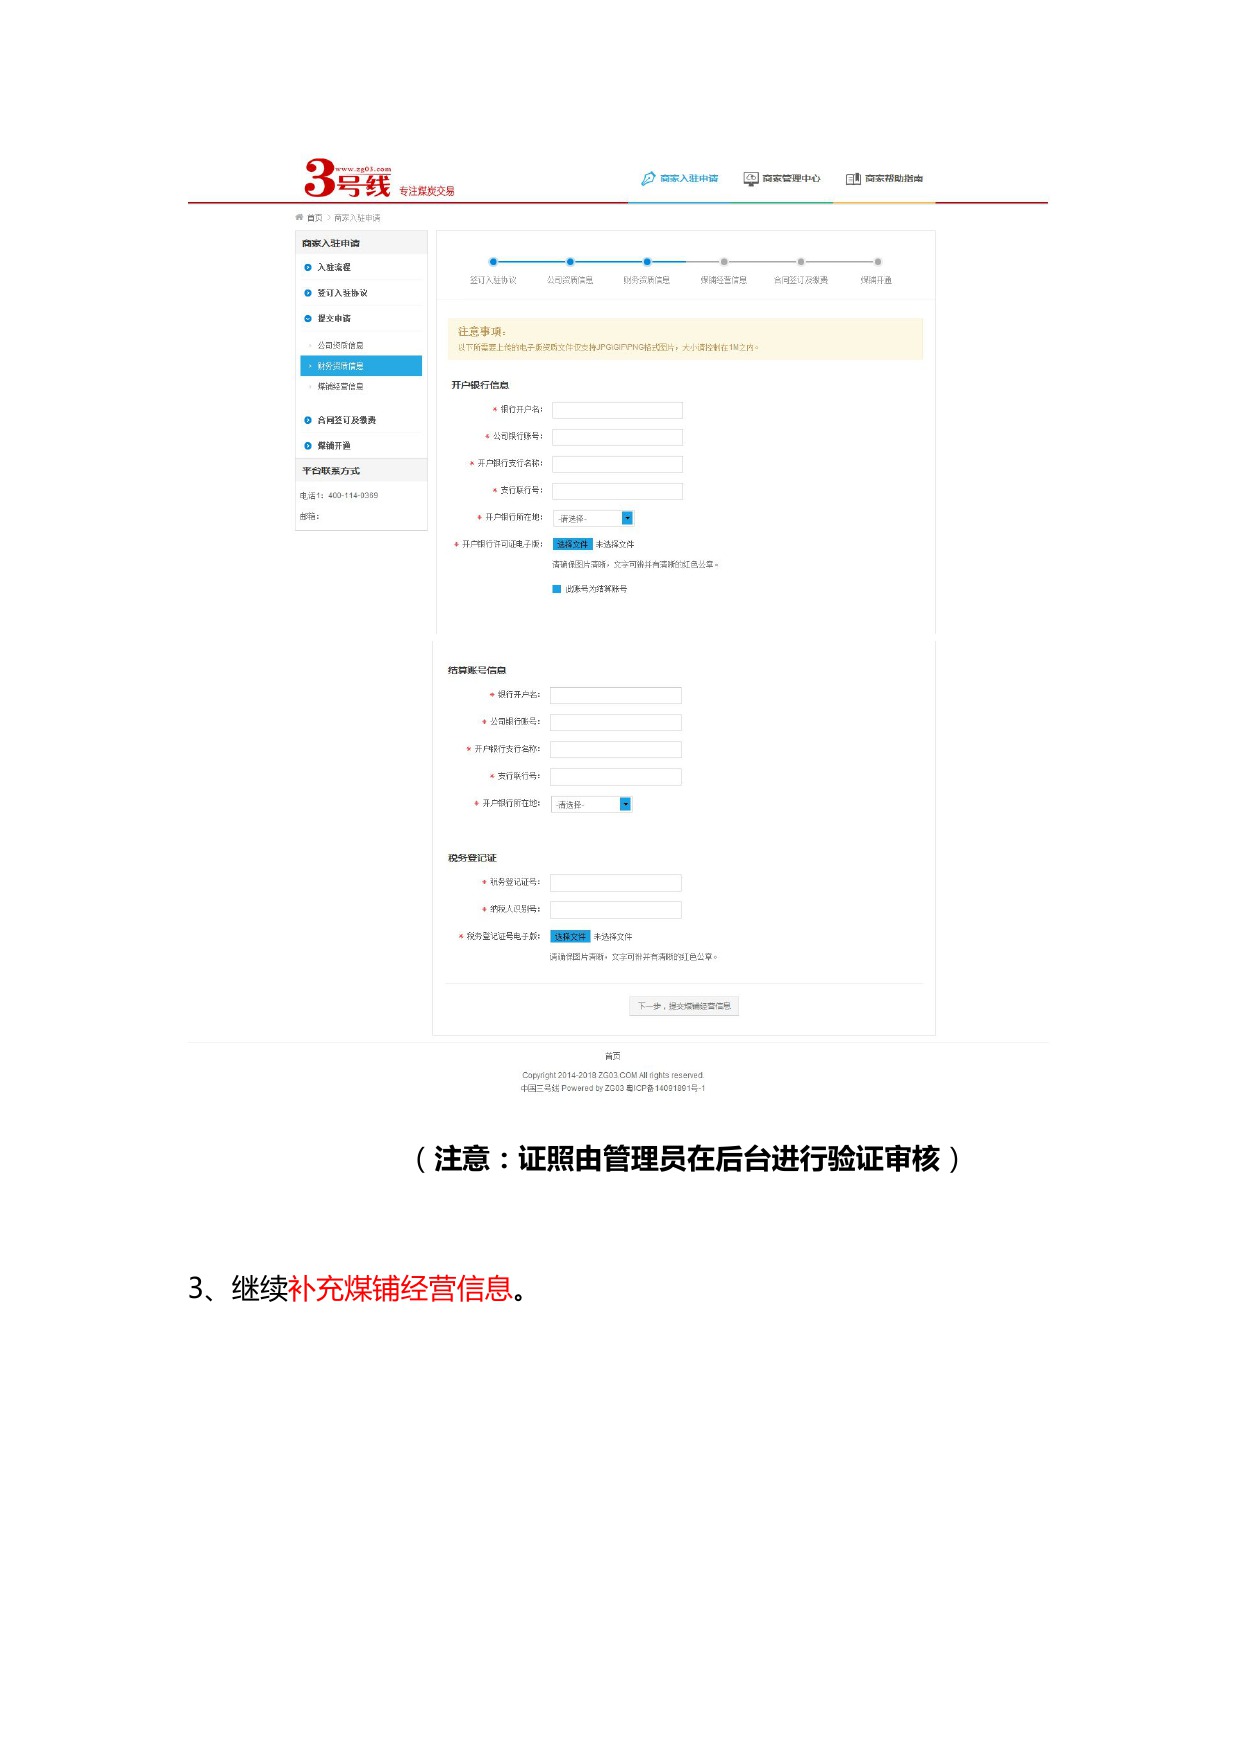 www.zg03.com
3号线 专注煤炭交易
商家入驻申请 商家管理中心 商家帮助指南
首页 > 商家入驻申请
商家入驻申请
入驻流程
签订入驻协议
提交申请
公司资质信息
财务资质信息
煤铺经营信息
合同签订及缴费
煤铺开通
平台联系方式
电话1：400-114-0369
邮箱：
签订入驻协议 公司资质信息 财务资质信息 煤铺经营信息 合同签订及缴费 煤铺开通
注意事项：
以下所需要上传的电子版资质文件仅支持JPG\GIF\PNG格式图片，大小请控制在1M之内。
开户银行信息
* 银行开户名：
* 公司银行账号：
* 开户银行支行名称：
* 支行联行号：
* 开户银行所在地： -请选择-
* 开户银行许可证电子版： 选择文件 未选择文件
请确保图片清晰，文字可辨并有清晰的红色公章。
此账号为结算账号
结算账号信息
* 银行开户名：
* 公司银行账号：
* 开户银行支行名称：
* 支行联行号：
* 开户银行所在地： -请选择-
税务登记证
* 税务登记证号：
* 纳税人识别号：
* 税务登记证号电子版： 选择文件 未选择文件
请确保图片清晰，文字可辨并有清晰的红色公章。
下一步，提交煤铺经营信息
首页
Copyright 2014-2018 ZG03.COM All rights reserved.
中国三号线 Powered by ZG03 粤ICP备14091891号-1
（注意：证照由管理员在后台进行验证审核）
3、继续补充煤铺经营信息。